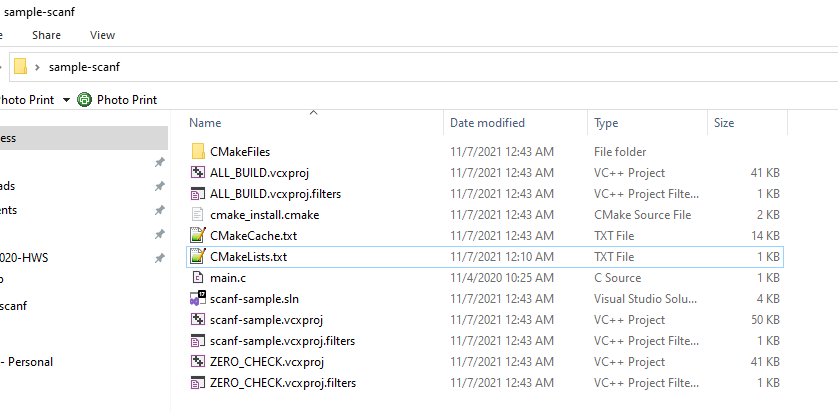 sample-scanf
Share View
sample-scanf
Photo Print Photo Print
Name Date modified Type Size
CMakeFiles 11/7/2021 12:43 AM File folder
ALL_BUILD.vcxproj 11/7/2021 12:43 AM VC++ Project 41 KB
ALL_BUILD.vcxproj.filters 11/7/2021 12:43 AM VC++ Project Filte... 1 KB
cmake_install.cmake 11/7/2021 12:43 AM CMake Source File 2 KB
CMakeCache.txt 11/7/2021 12:43 AM TXT File 14 KB
020-HWS CMakeLists.txt 11/7/2021 12:10 AM TXT File 1 KB
main.c 11/4/2020 10:25 AM C Source 1 KB
scanf-sample.sln 11/7/2021 12:43 AM Visual Studio Solu... 4 KB
scanf scanf-sample.vcxproj 11/7/2021 12:43 AM VC++ Project 50 KB
scanf-sample.vcxproj.filters 11/7/2021 12:43 AM VC++ Project Filte... 1 KB
- Personal ZERO_CHECK.vcxproj 11/7/2021 12:43 AM VC++ Project 41 KB
ZERO_CHECK.vcxproj.filters 11/7/2021 12:43 AM VC++ Project Filte... 1 KB